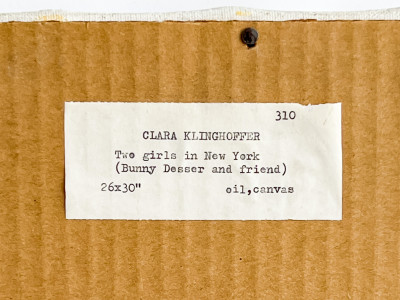 310
CLARA KLINGHOFFER
Two girls in New York
(Bunny Desser and friend)
26x30" oil,canvas